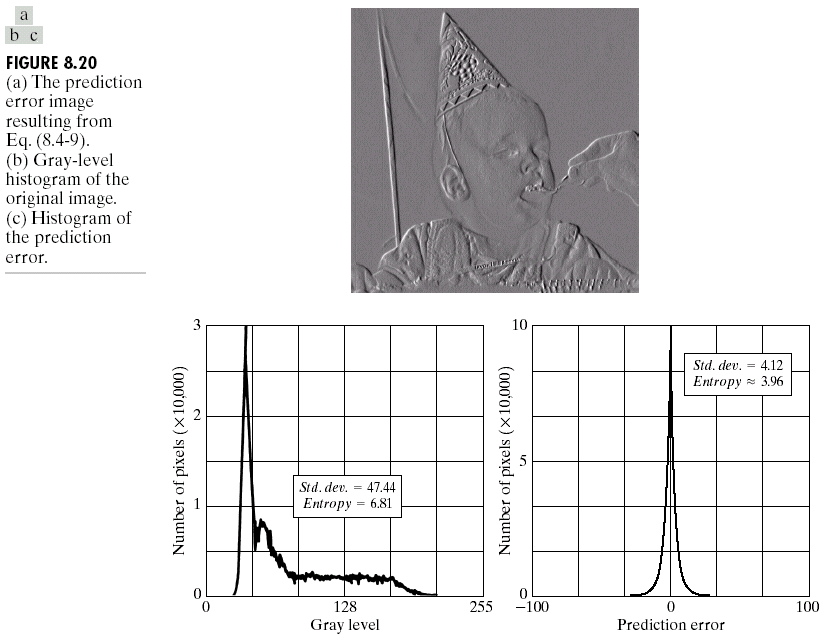 a
b c
FIGURE 8.20
(a) The prediction
error image
resulting from
Eq. (8.4-9).
(b) Gray-level
histogram of the
original image.
(c) Histogram of
the prediction
error.
3
2
1
0
Number of pixels (×10,000)
Std. dev. = 47.44
Entropy = 6.81
0 128 255
Gray level
10
5
0
Number of pixels (×10,000)
Std. dev. = 4.12
Entropy ≈ 3.96
−100 0 100
Prediction error